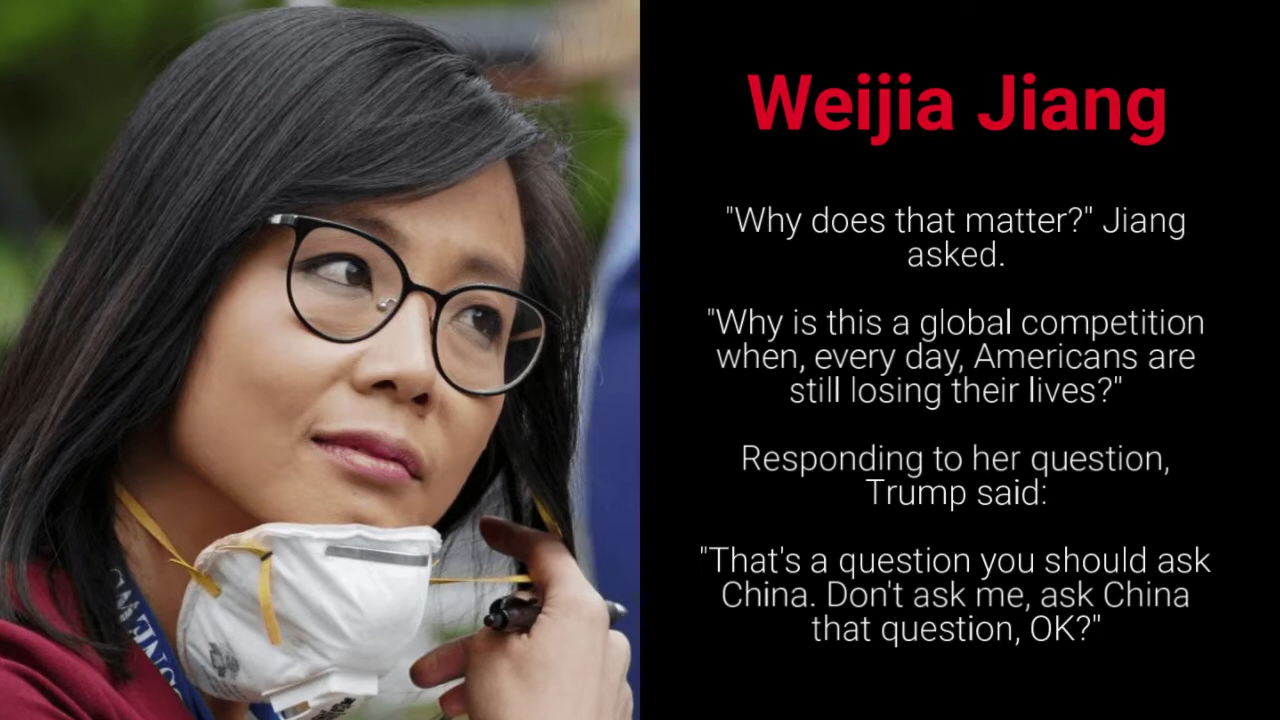 Weijia Jiang
"Why does that matter?" Jiang
asked.
"Why is this a global competition
when, every day, Americans are
still losing their lives?"
Responding to her question,
Trump said:
"That's a question you should ask
China. Don't ask me, ask China
that question, OK?"